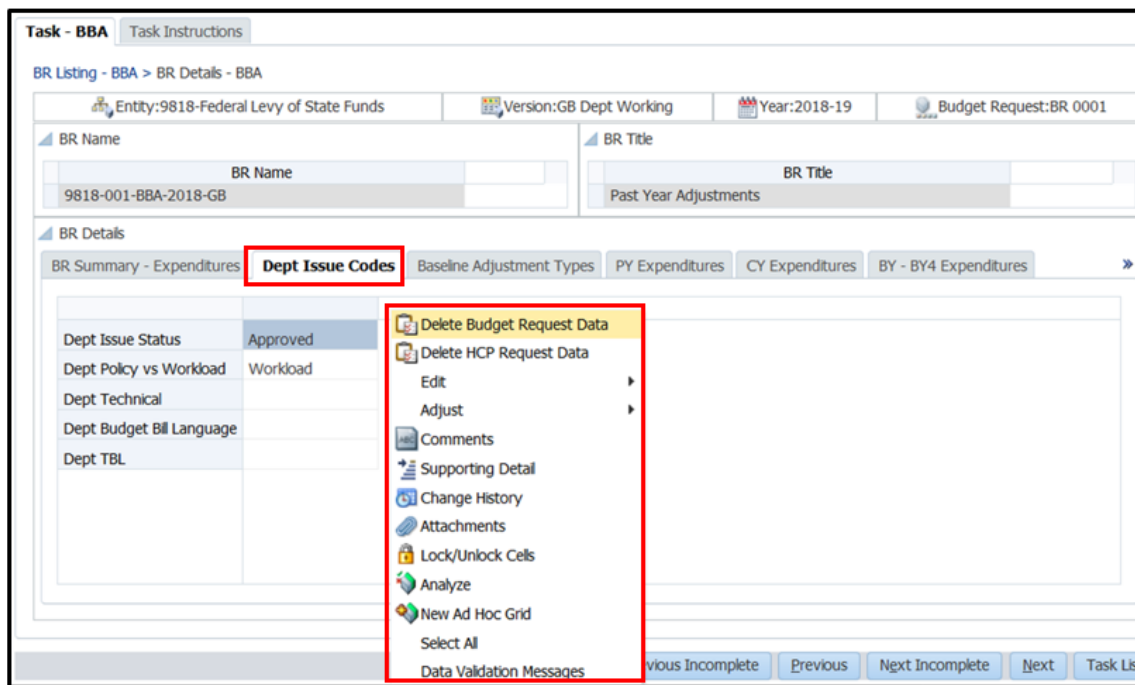 Task - BBA Task Instructions
BR Listing - BBA > BR Details - BBA
Entity:9818-Federal Levy of State Funds Version:GB Dept Working Year:2018-19 Budget Request:BR 0001
BR Name BR Title
BR Name BR Title
9818-001-BBA-2018-GB Past Year Adjustments
BR Details
BR Summary - Expenditures Dept Issue Codes Baseline Adjustment Types PY Expenditures CY Expenditures BY - BY4 Expenditures »
Dept Issue Status Approved
Dept Policy vs Workload Workload
Dept Technical
Dept Budget Bill Language
Dept TBL
Delete Budget Request Data
Delete HCP Request Data
Edit
Adjust
ABC Comments
Supporting Detail
Change History
Attachments
Lock/Unlock Cells
Analyze
New Ad Hoc Grid
Select All
Data Validation Messages
vious Incomplete Previous Next Incomplete Next Task Lis